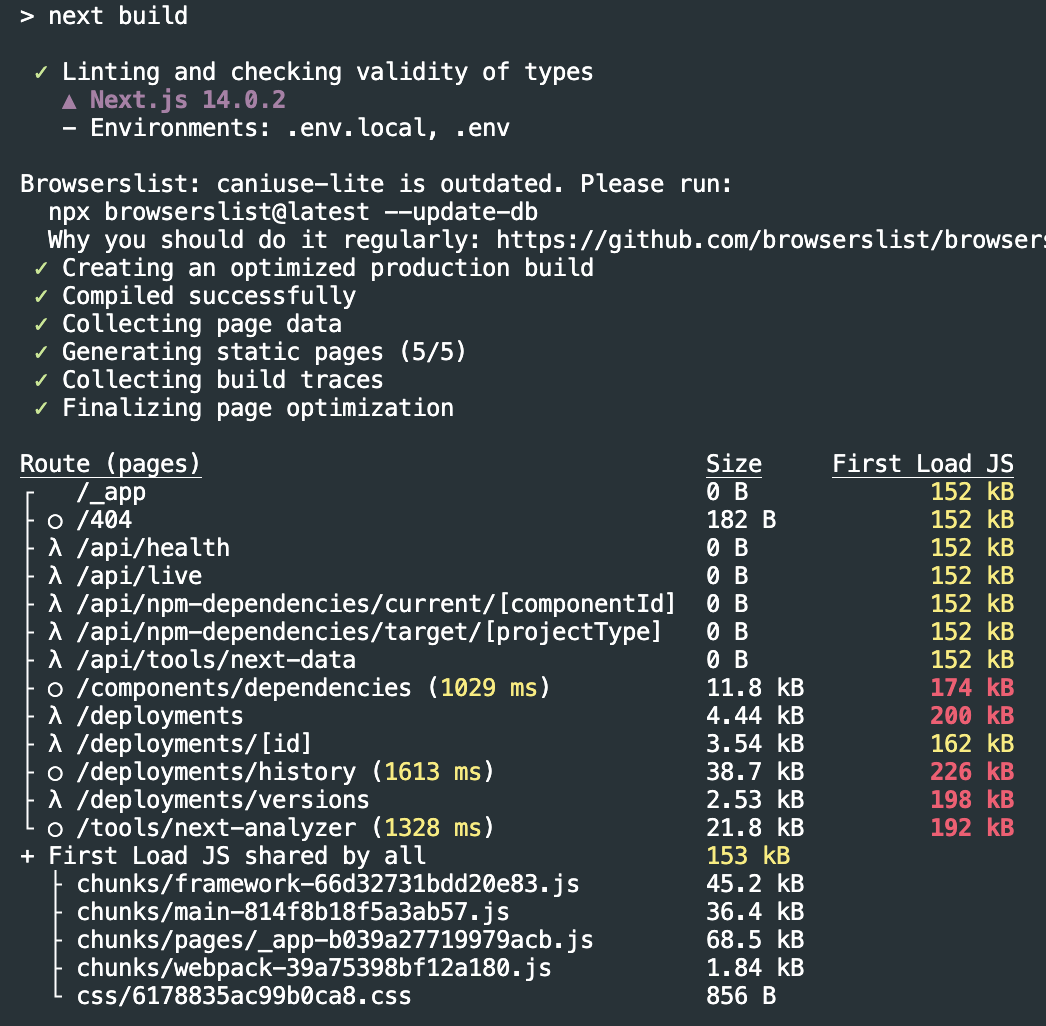 > next build
✓ Linting and checking validity of types
▲ Next.js 14.0.2
- Environments: .env.local, .env
Browserslist: caniuse-lite is outdated. Please run:
npx browserslist@latest --update-db
Why you should do it regularly: https://github.com/browserslist/browsers
✓ Creating an optimized production build
✓ Compiled successfully
✓ Collecting page data
✓ Generating static pages (5/5)
✓ Collecting build traces
✓ Finalizing page optimization
Route (pages) Size First Load JS
┌ /_app 0 B 152 kB
├ ○ /404 182 B 152 kB
├ λ /api/health 0 B 152 kB
├ λ /api/live 0 B 152 kB
├ λ /api/npm-dependencies/current/[componentId] 0 B 152 kB
├ λ /api/npm-dependencies/target/[projectType] 0 B 152 kB
├ λ /api/tools/next-data 0 B 152 kB
├ ○ /components/dependencies (1029 ms) 11.8 kB 174 kB
├ λ /deployments 4.44 kB 200 kB
├ λ /deployments/[id] 3.54 kB 162 kB
├ ○ /deployments/history (1613 ms) 38.7 kB 226 kB
├ λ /deployments/versions 2.53 kB 198 kB
└ ○ /tools/next-analyzer (1328 ms) 21.8 kB 192 kB
+ First Load JS shared by all 153 kB
├ chunks/framework-66d32731bdd20e83.js 45.2 kB
├ chunks/main-814f8b18f5a3ab57.js 36.4 kB
├ chunks/pages/_app-b039a27719979acb.js 68.5 kB
├ chunks/webpack-39a75398bf12a180.js 1.84 kB
└ css/6178835ac99b0ca8.css 856 B